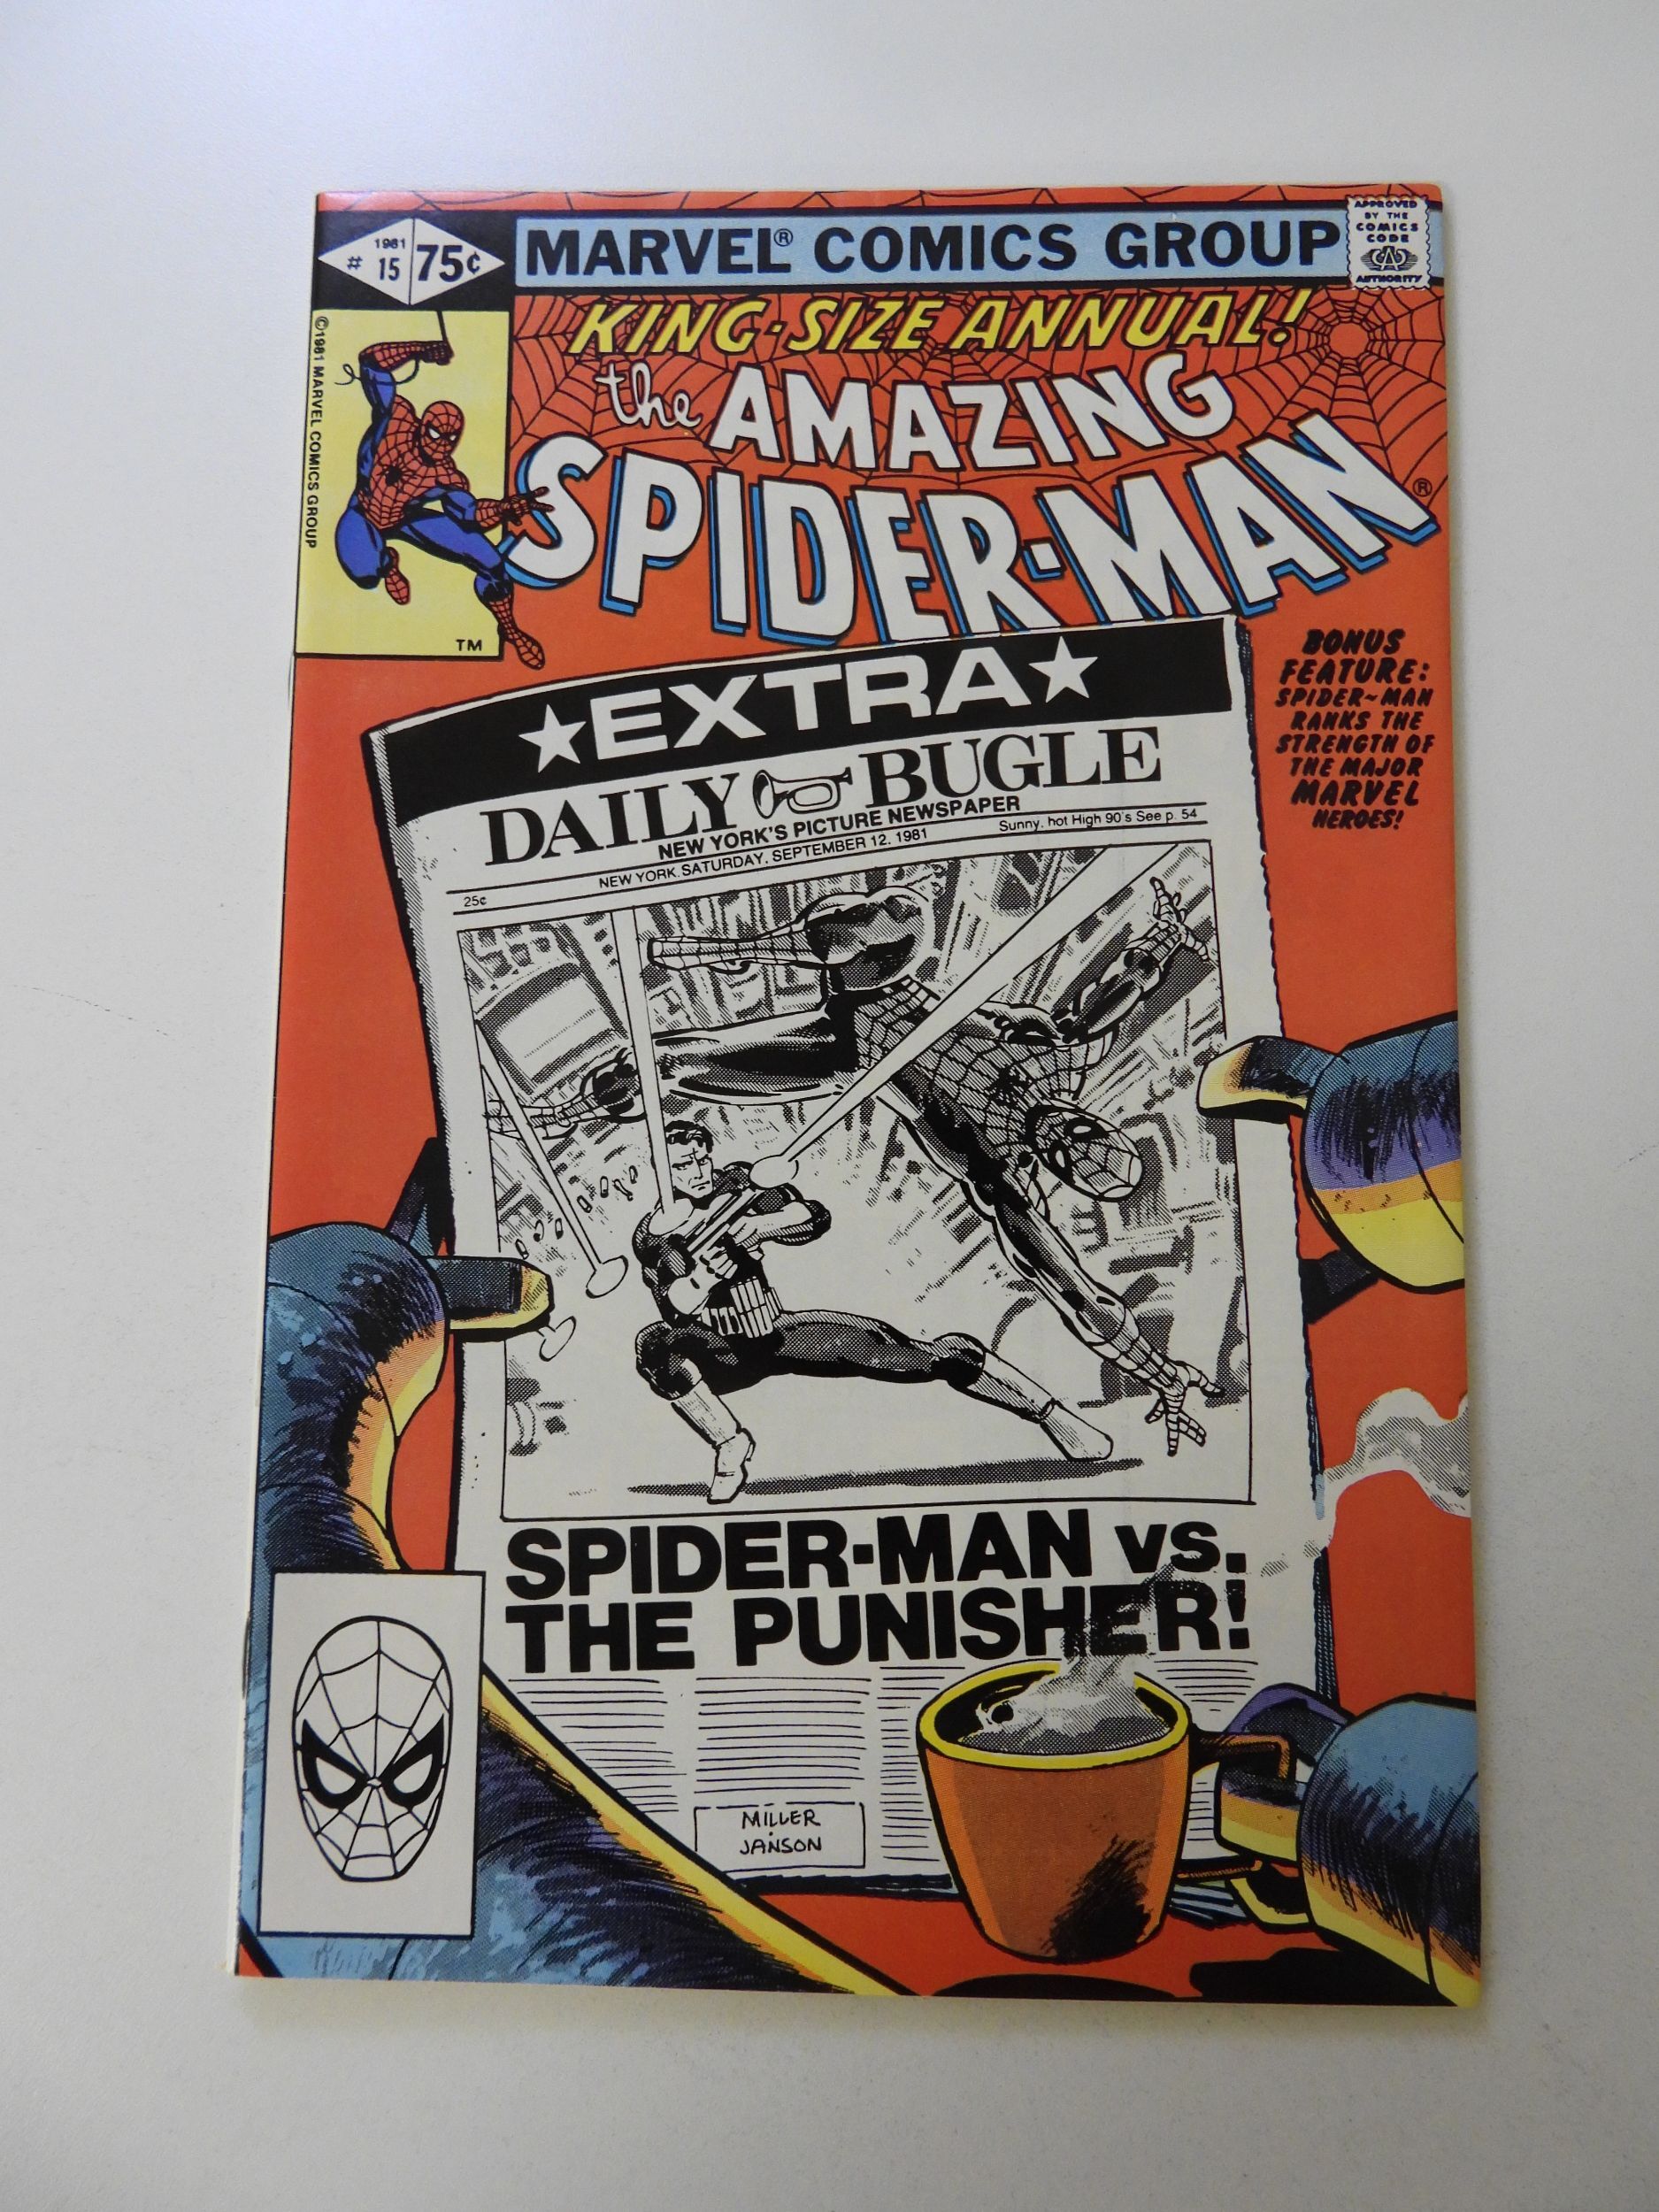 1981
# 15
75¢
MARVEL® COMICS GROUP
APPROVED
BY THE
COMICS
CODE
CA
AUTHORITY
©1981 MARVEL COMICS GROUP
TM
KING-SIZE ANNUAL!
the AMAZING
SPIDER-MAN®
BONUS
FEATURE:
SPIDER-MAN
RANKS THE
STRENGTH OF
THE MAJOR
MARVEL
HEROES!
★EXTRA★
DAILY BUGLE
NEW YORK'S PICTURE NEWSPAPER
25¢
NEW YORK, SATURDAY, SEPTEMBER 12, 1981
Sunny, hot High 90's See p. 54
SPIDER-MAN VS.
THE PUNISHER!
MILLER
JANSON